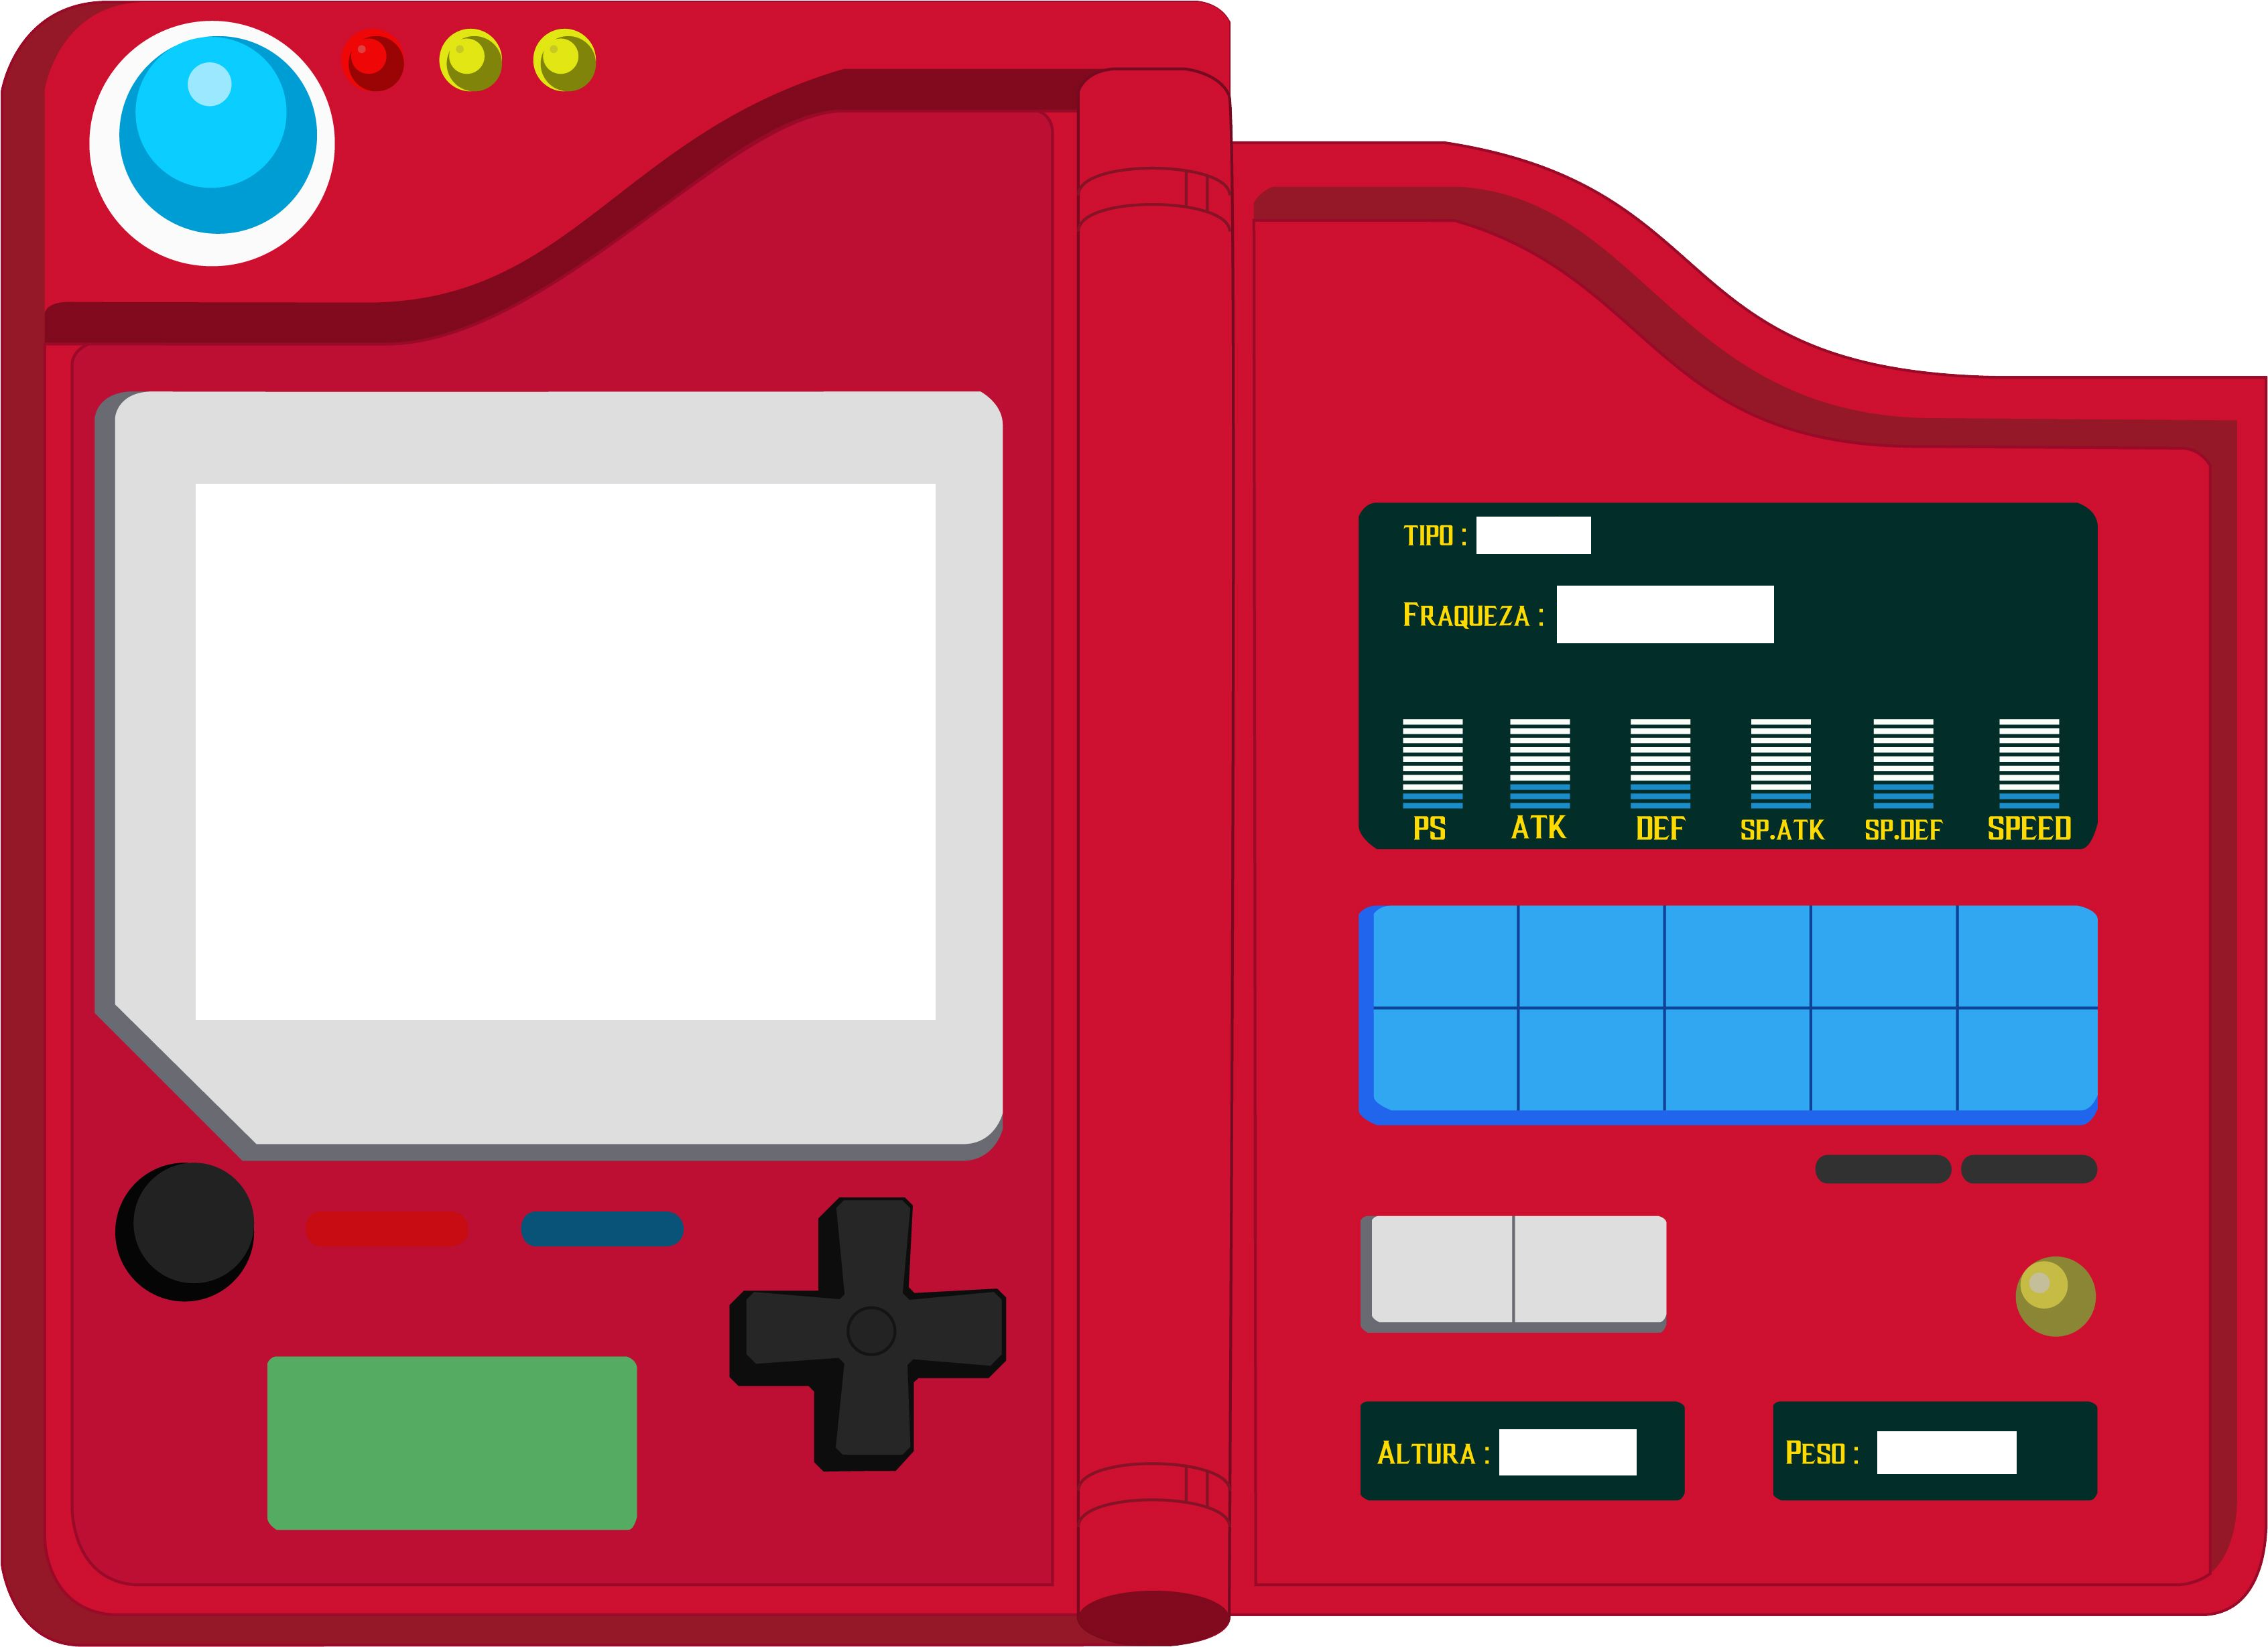 TIPO :
FRAQUEZA :
PS ATK DEF SP.ATK SP.DEF SPEED
ALTURA : PESO :